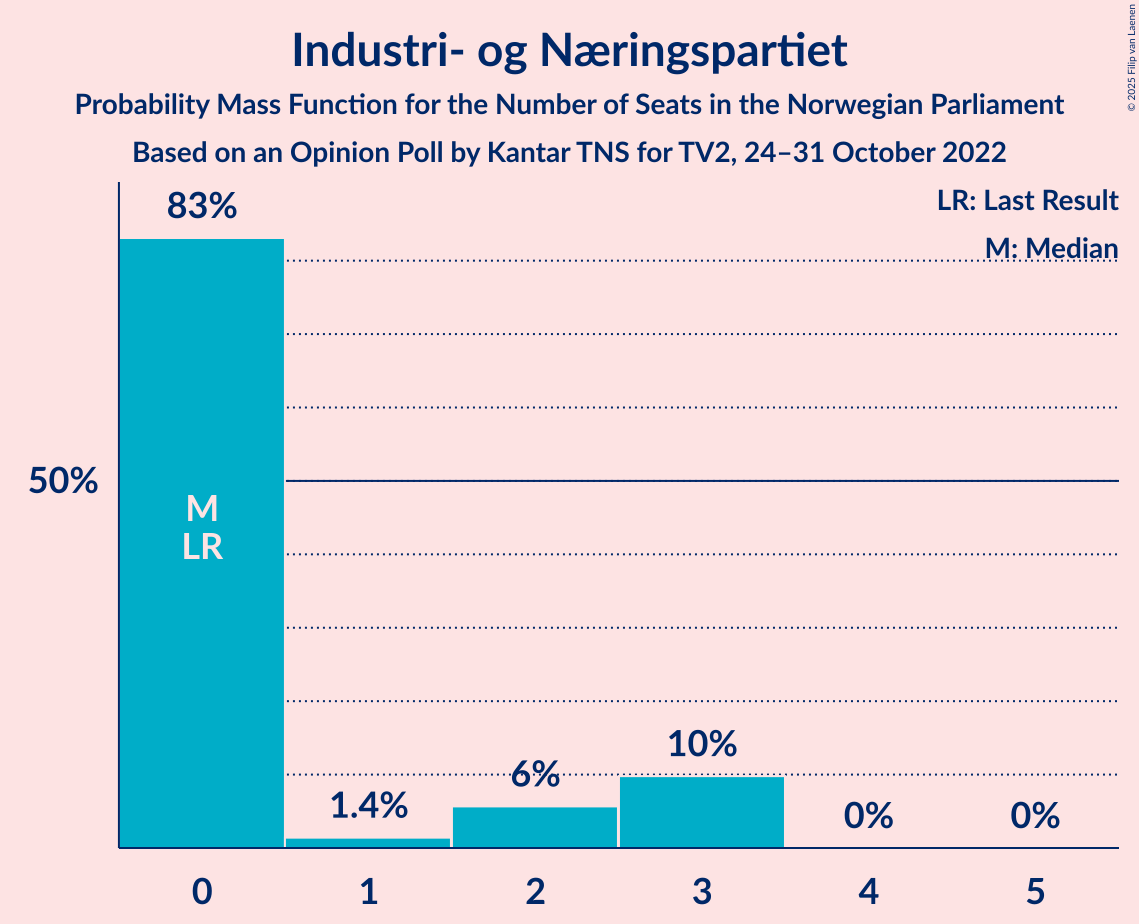 Industri- og Næringspartiet
Probability Mass Function for the Number of Seats in the Norwegian Parliament
Based on an Opinion Poll by Kantar TNS for TV2, 24–31 October 2022
© 2025 Filip van Laenen
LR: Last Result
M: Median
83%
50%
M
LR
1.4%
6%
10%
0%
0%
0 1 2 3 4 5